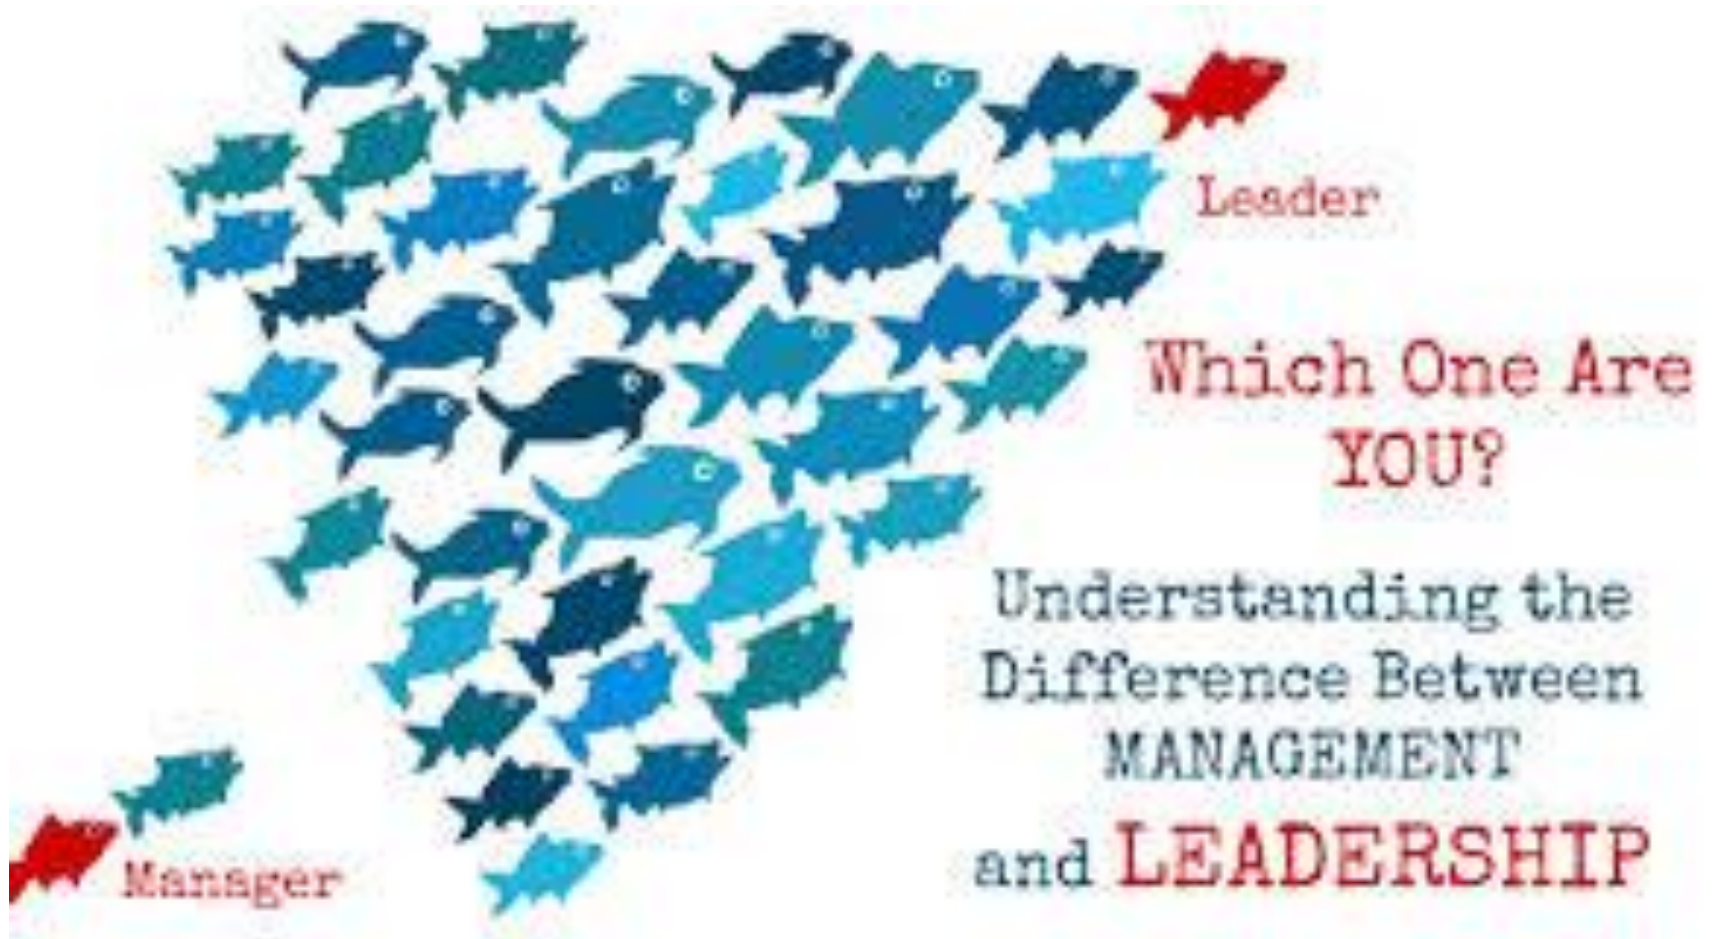 Leader
Which One Are
YOU?
Understanding the
Difference Between
MANAGEMENT
and LEADERSHIP
Manager